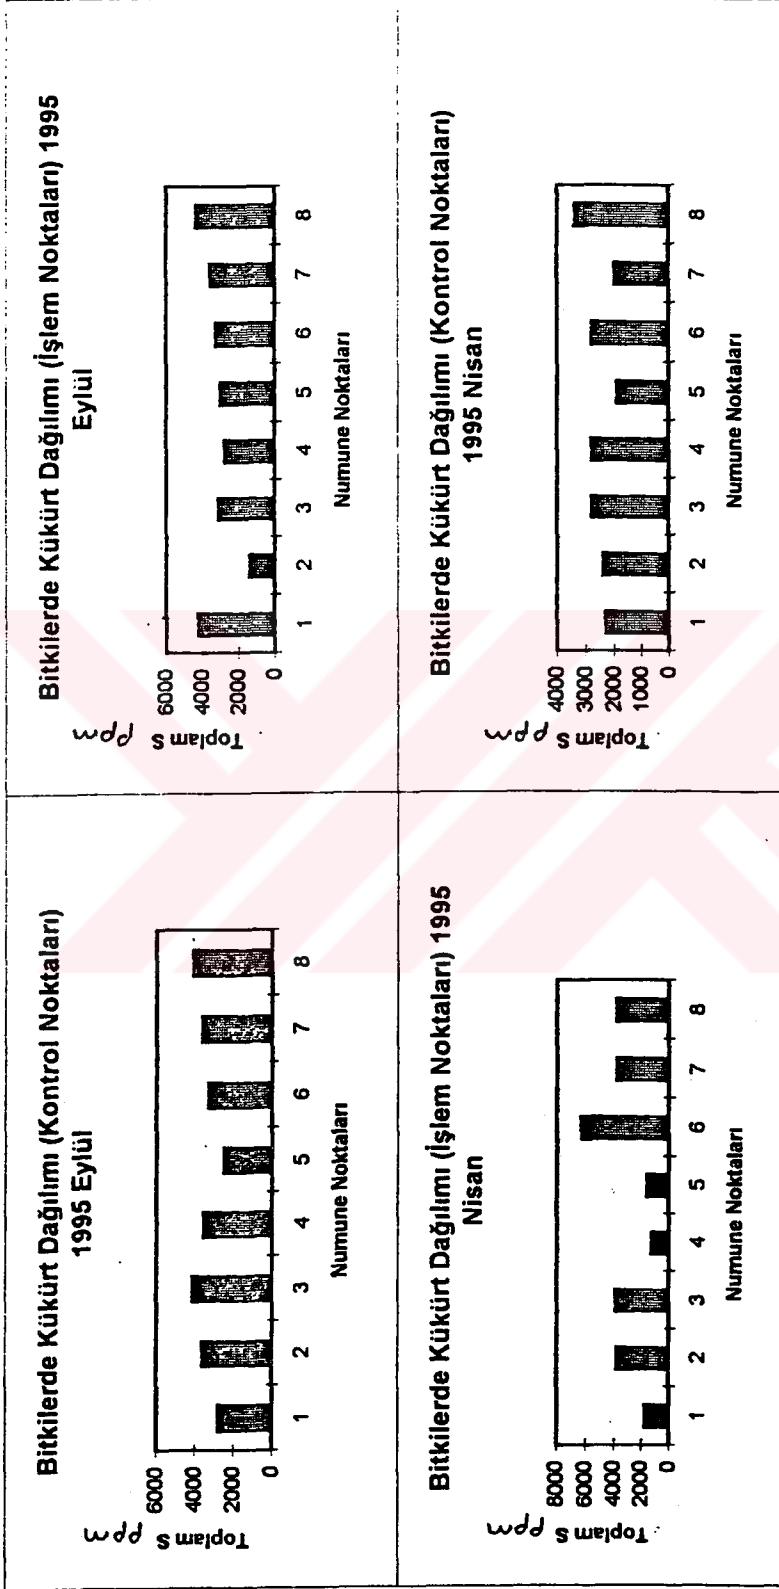 Bitkilerde Kükürt Dağılımı (Kontrol Noktaları)
1995 Eylül
Toplam S ppm
6000
4000
2000
0
1 2 3 4 5 6 7 8
Numune Noktaları
Bitkilerde Kükürt Dağılımı (İşlem Noktaları) 1995
Eylül
Toplam S ppm
6000
4000
2000
0
1 2 3 4 5 6 7 8
Numune Noktaları
Bitkilerde Kükürt Dağılımı (İşlem Noktaları) 1995
Nisan
Toplam S ppm
8000
6000
4000
2000
0
1 2 3 4 5 6 7 8
Numune Noktaları
Bitkilerde Kükürt Dağılımı (Kontrol Noktaları)
1995 Nisan
Toplam S ppm
4000
3000
2000
1000
0
1 2 3 4 5 6 7 8
Numune Noktaları